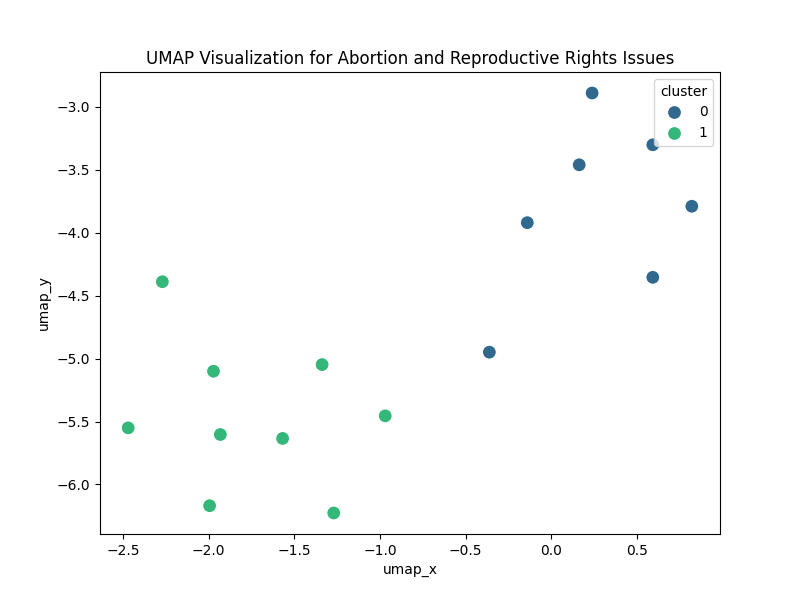 UMAP Visualization for Abortion and Reproductive Rights Issues
cluster
0
1
−3.0
−3.5
−4.0
−4.5
−5.0
−5.5
−6.0
umap_y
−2.5 −2.0 −1.5 −1.0 −0.5 0.0 0.5
umap_x